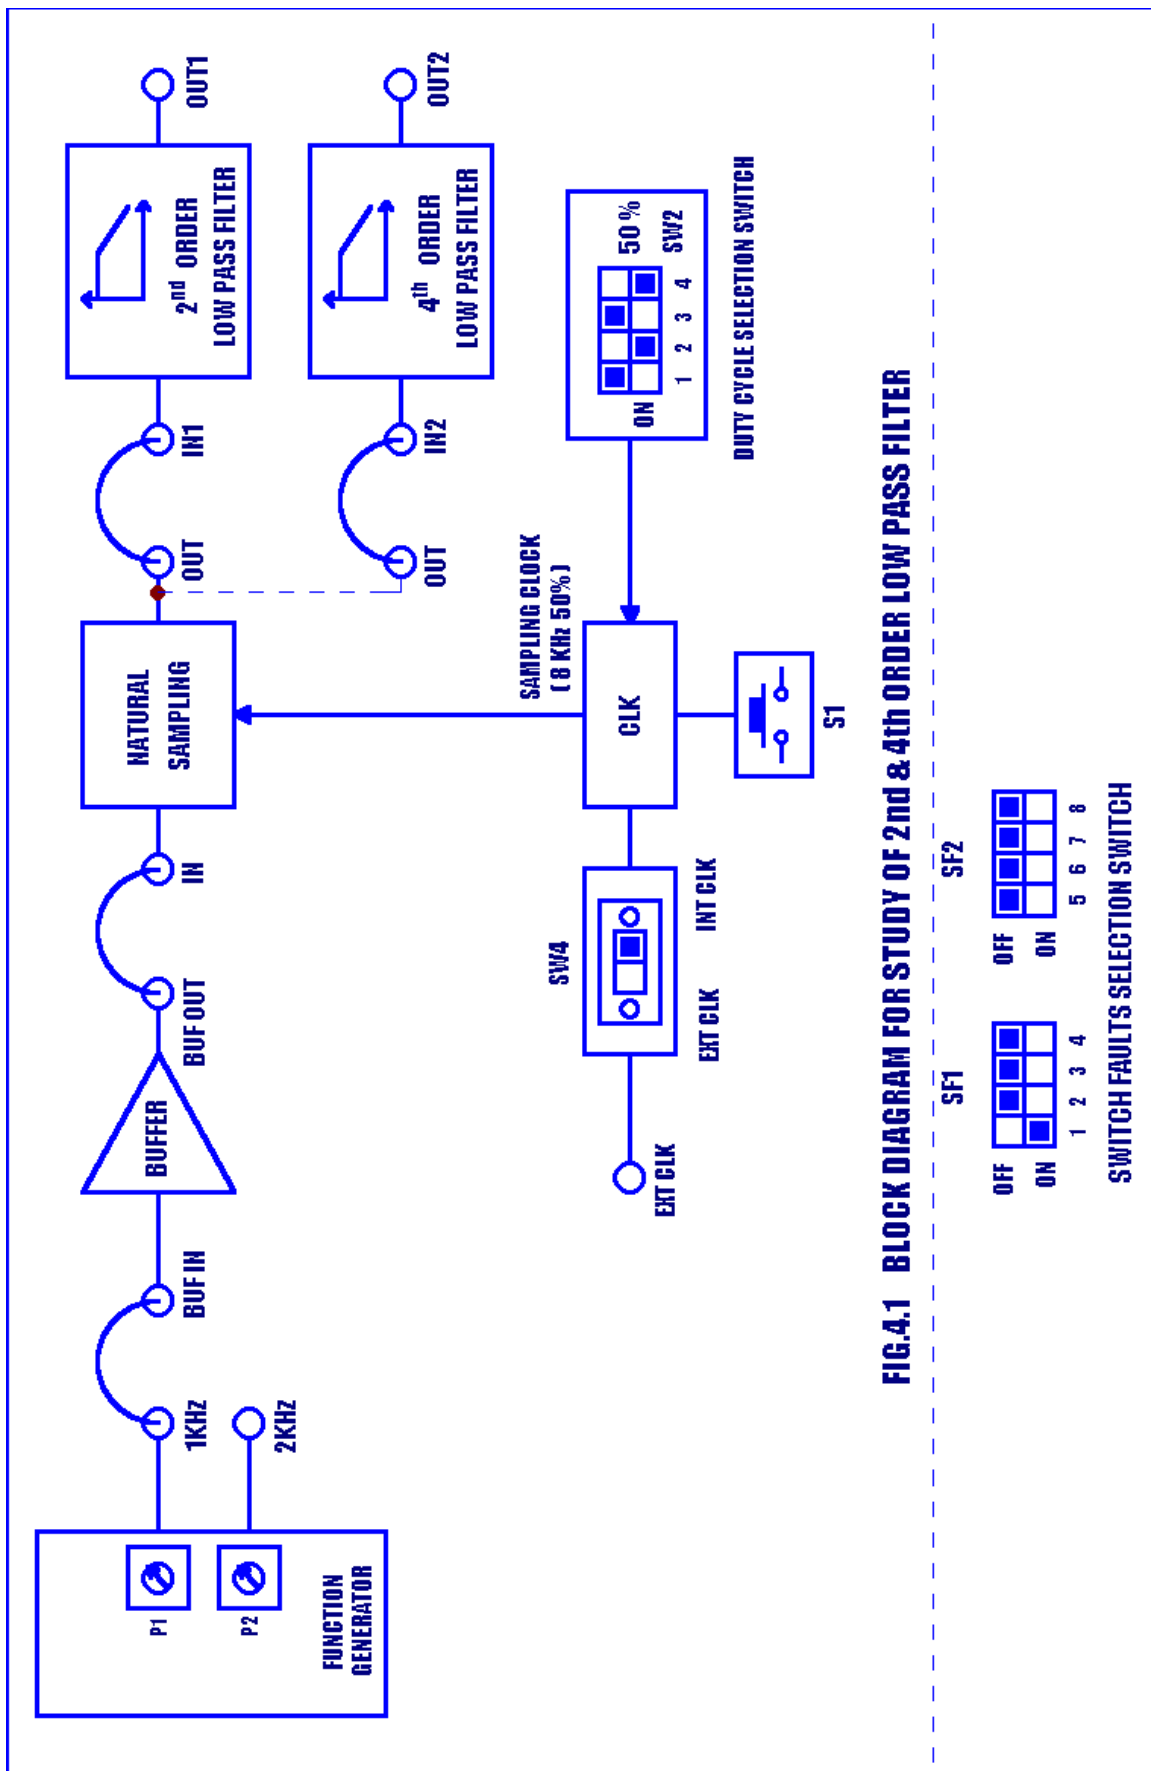 FUNCTION
GENERATOR
P1
P2
1KHz
2KHz
BUF IN
BUFFER
BUF OUT
IN
NATURAL
SAMPLING
OUT
IN1
2nd ORDER
LOW PASS FILTER
OUT1
OUT
IN2
4th ORDER
LOW PASS FILTER
OUT2
SAMPLING CLOCK
( 8 KHz 50%)
EXT CLK
SW4
EXT CLK
INT CLK
CLK
S1
ON
1 2 3 4
50%
SW2
DUTY CYCLE SELECTION SWITCH
FIG.4.1 BLOCK DIAGRAM FOR STUDY OF 2nd & 4th ORDER LOW PASS FILTER
SF1
OFF
ON
1 2 3 4
SF2
OFF
ON
5 6 7 8
SWITCH FAULTS SELECTION SWITCH